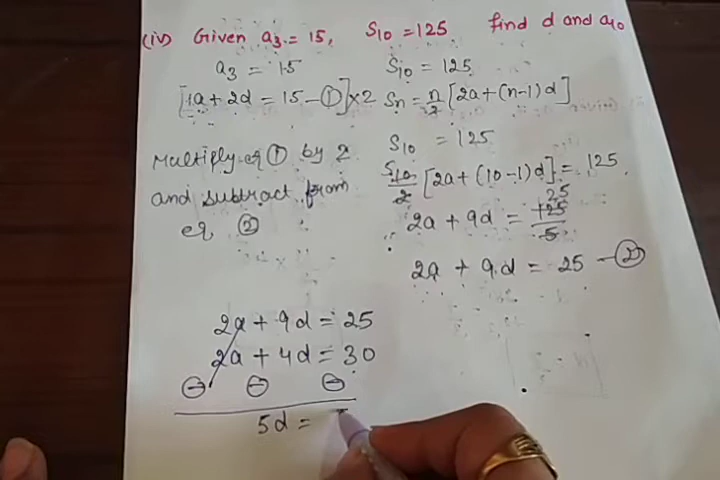 (iv) Given a₃ = 15, S₁₀ = 125. find d and a₁₀
a₃ = 15
[1a + 2d = 15 - ①] × 2
Multiply eq ① by 2
and subtract from
eq ②
S₁₀ = 125
Sn = n/2 [2a + (n-1) d]
S₁₀ = 125
10/2 [2a + (10-1) d] = 125
2a + 9d = 125/5 25
2a + 9d = 25 - ②
2a + 9d = 25
2a + 4d = 30
⊖ ⊖ ⊖
5d =